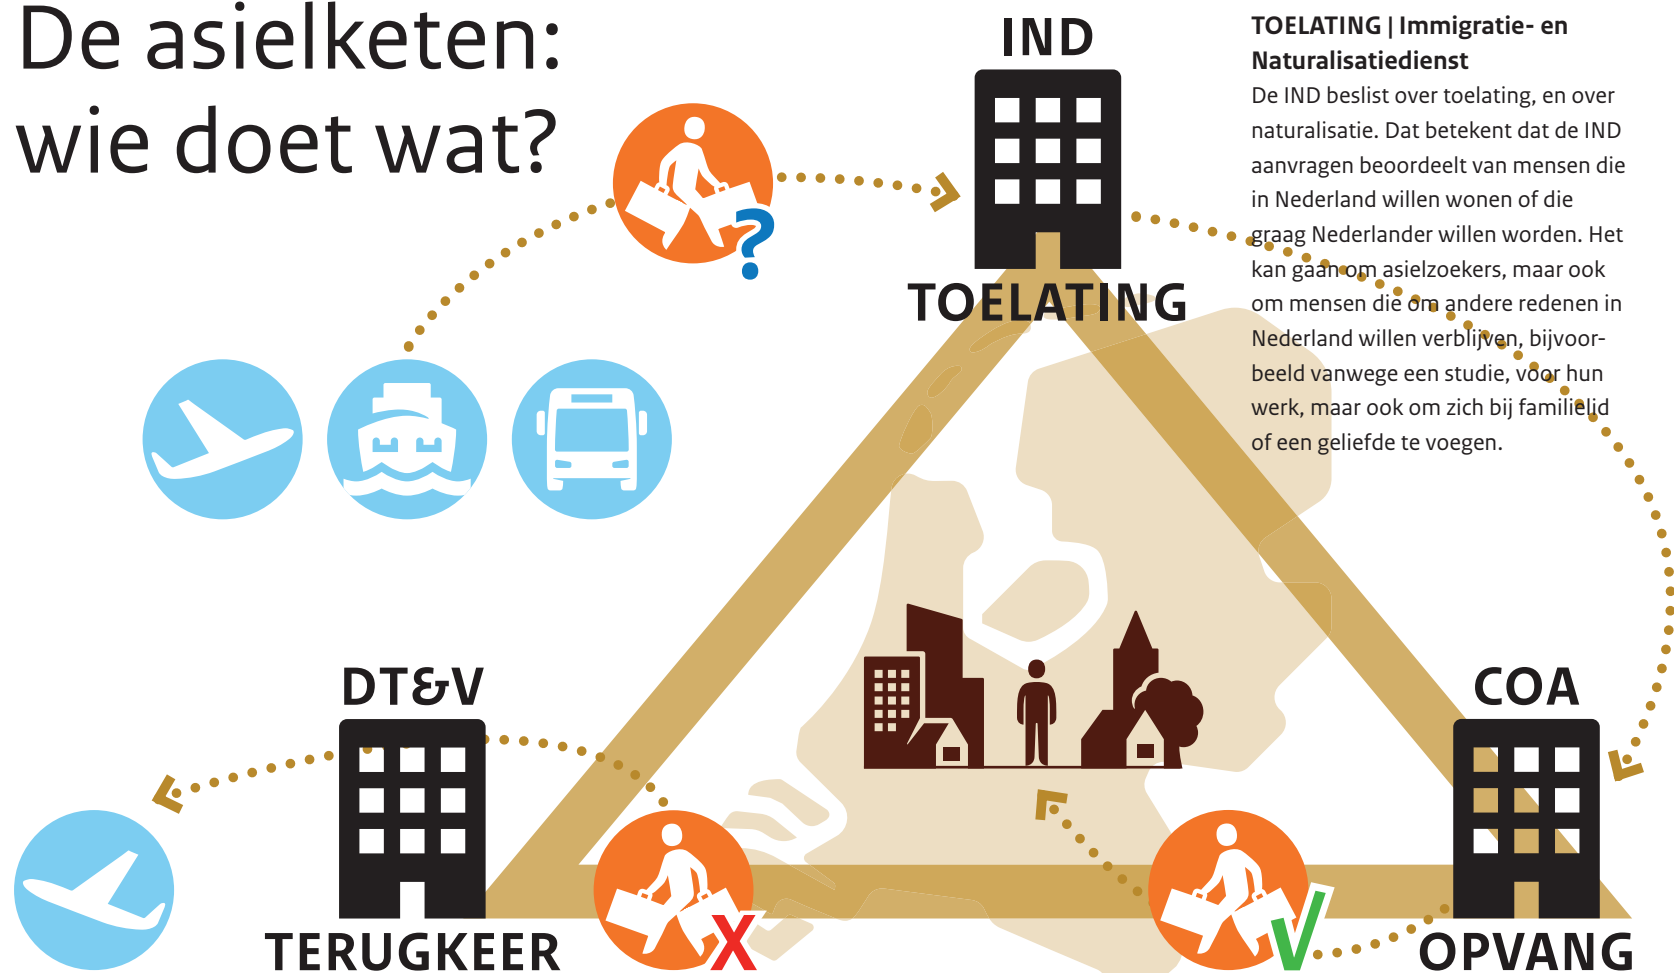 De asielketen:
wie doet wat?
IND
TOELATING
TOELATING | Immigratie- en
Naturalisatiedienst
De IND beslist over toelating, en over
naturalisatie. Dat betekent dat de IND
aanvragen beoordeelt van mensen die
in Nederland willen wonen of die
graag Nederlander willen worden. Het
kan gaan om asielzoekers, maar ook
om mensen die om andere redenen in
Nederland willen verblijven, bijvoor-
beeld vanwege een studie, voor hun
werk, maar ook om zich bij familielid
of een geliefde te voegen.
?
DT&V
TERUGKEER
X
COA
OPVANG